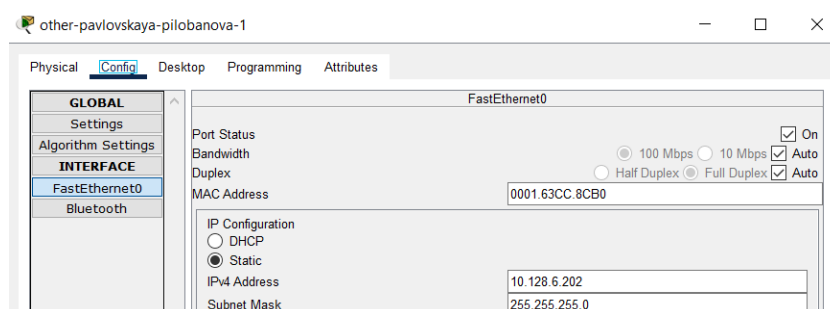 other-pavlovskaya-pilobanova-1
Physical Config Desktop Programming Attributes
GLOBAL
Settings
Algorithm Settings
INTERFACE
FastEthernet0
Bluetooth
FastEthernet0
Port Status On
Bandwidth 100 Mbps 10 Mbps Auto
Duplex Half Duplex Full Duplex Auto
MAC Address 0001.63CC.8CB0
IP Configuration
DHCP
Static
IPv4 Address 10.128.6.202
Subnet Mask 255.255.255.0